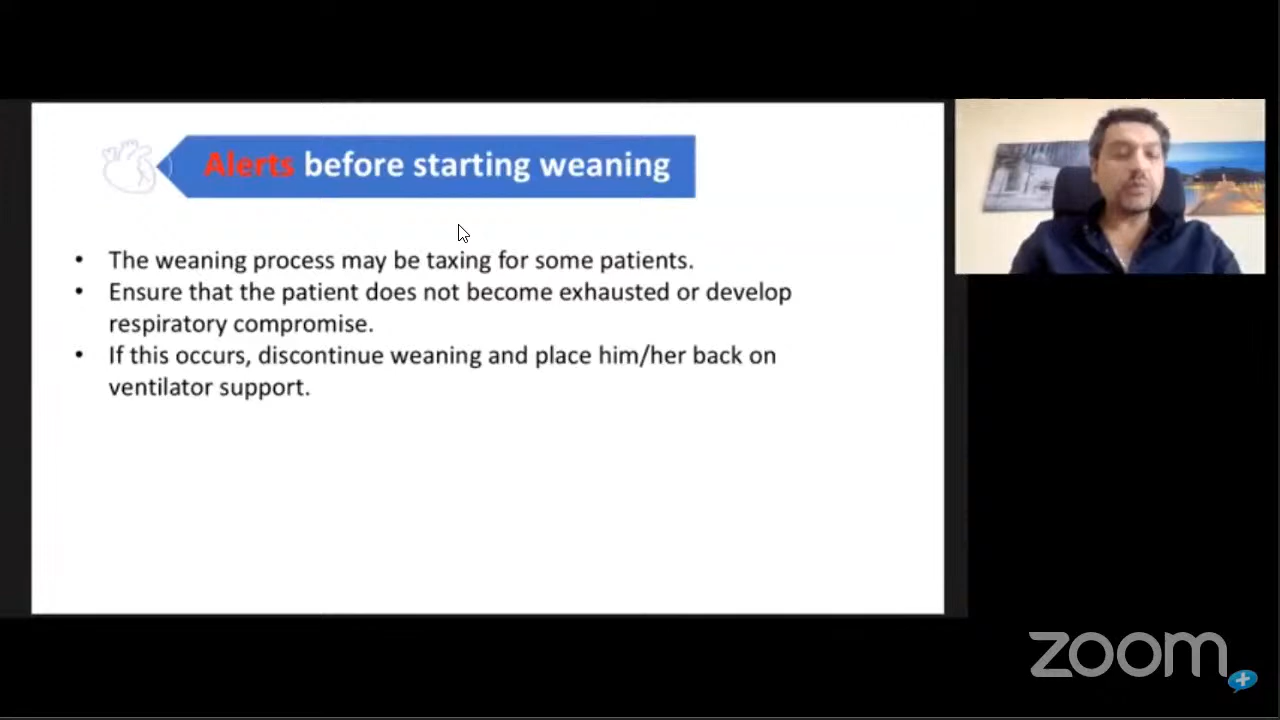 Alerts before starting weaning
• The weaning process may be taxing for some patients.
• Ensure that the patient does not become exhausted or develop
respiratory compromise.
• If this occurs, discontinue weaning and place him/her back on
ventilator support.
zoom